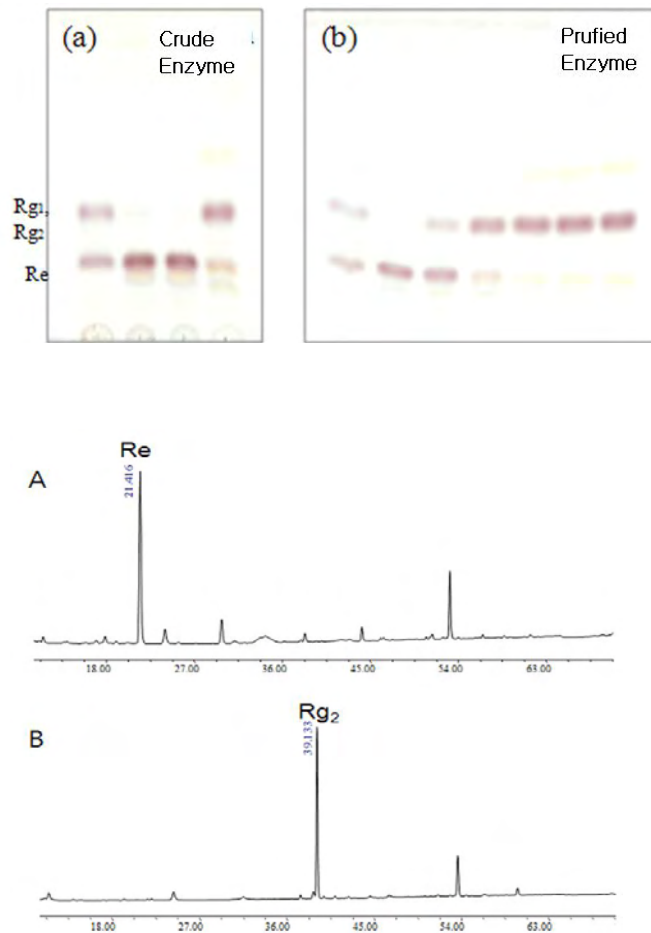 (a)
Crude
Enzyme
↓
(b)
Prufied
Enzyme
Rg1,
Rg2
Re
A
Re
21.416
18.00 27.00 36.00 45.00 54.00 63.00
B
Rg2
39.133
18.00 27.00 36.00 45.00 54.00 63.00